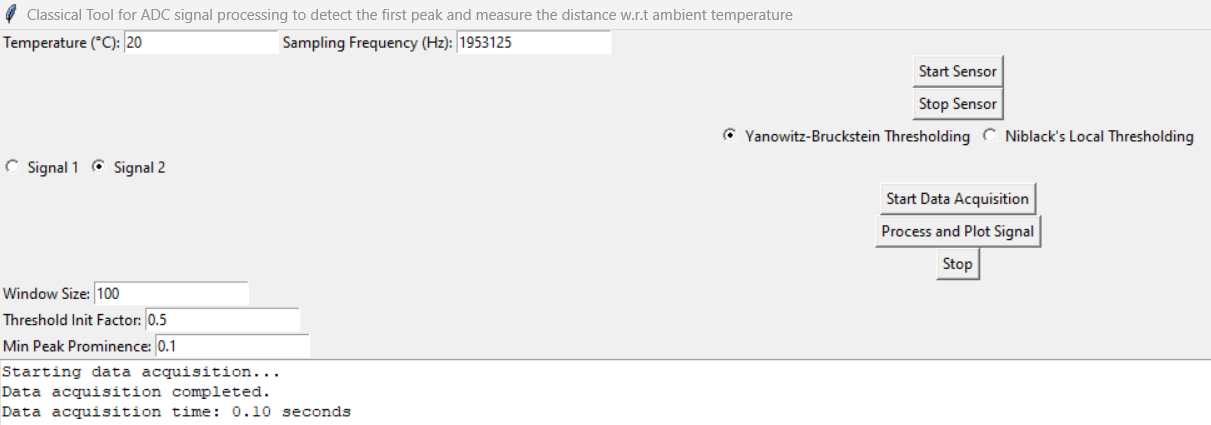 Classical Tool for ADC signal processing to detect the first peak and measure the distance w.r.t ambient temperature
Temperature (°C): 20 Sampling Frequency (Hz): 1953125
Start Sensor
Stop Sensor
Yanowitz-Bruckstein Thresholding Niblack's Local Thresholding
Signal 1 Signal 2
Start Data Acquisition
Process and Plot Signal
Stop
Window Size: 100
Threshold Init Factor: 0.5
Min Peak Prominence: 0.1
Starting data acquisition...
Data acquisition completed.
Data acquisition time: 0.10 seconds